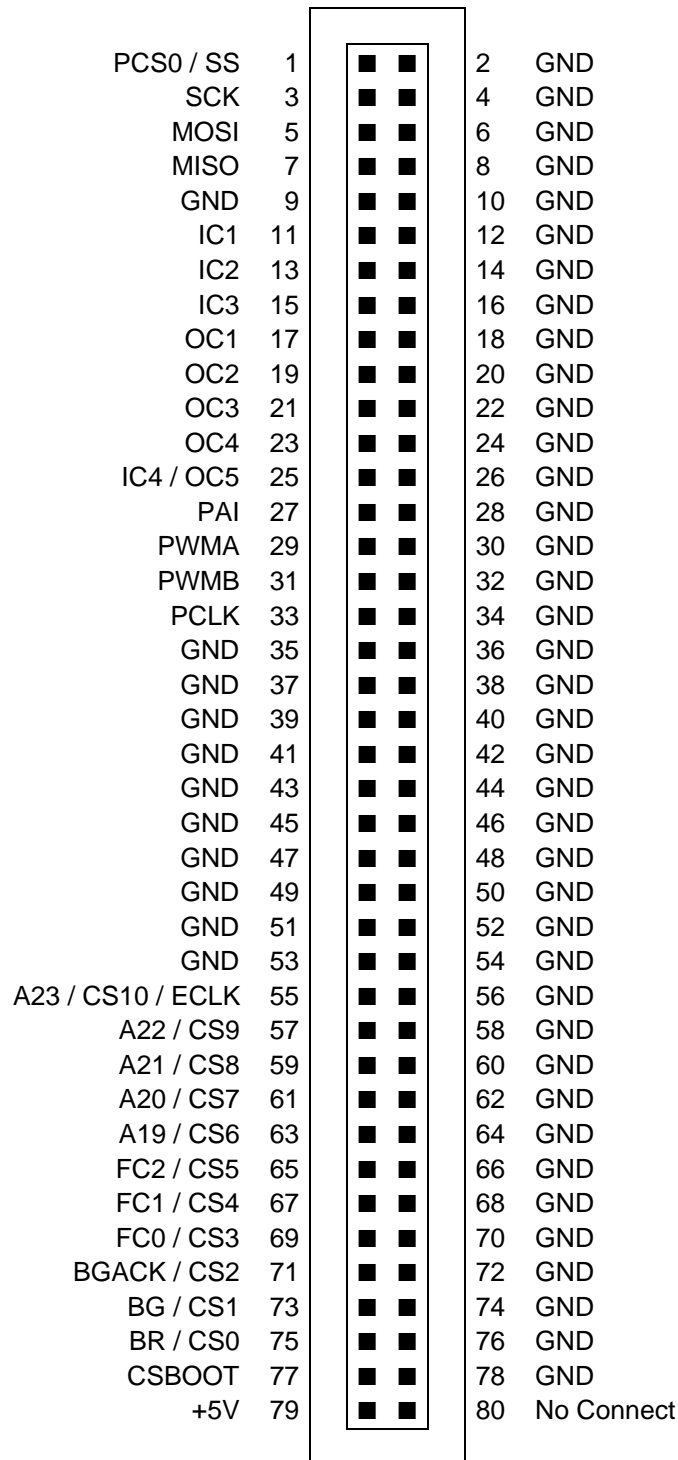 PCS0 / SS 1 2 GND
SCK 3 4 GND
MOSI 5 6 GND
MISO 7 8 GND
GND 9 10 GND
IC1 11 12 GND
IC2 13 14 GND
IC3 15 16 GND
OC1 17 18 GND
OC2 19 20 GND
OC3 21 22 GND
OC4 23 24 GND
IC4 / OC5 25 26 GND
PAI 27 28 GND
PWMA 29 30 GND
PWMB 31 32 GND
PCLK 33 34 GND
GND 35 36 GND
GND 37 38 GND
GND 39 40 GND
GND 41 42 GND
GND 43 44 GND
GND 45 46 GND
GND 47 48 GND
GND 49 50 GND
GND 51 52 GND
GND 53 54 GND
A23 / CS10 / ECLK 55 56 GND
A22 / CS9 57 58 GND
A21 / CS8 59 60 GND
A20 / CS7 61 62 GND
A19 / CS6 63 64 GND
FC2 / CS5 65 66 GND
FC1 / CS4 67 68 GND
FC0 / CS3 69 70 GND
BGACK / CS2 71 72 GND
BG / CS1 73 74 GND
BR / CS0 75 76 GND
CSBOOT 77 78 GND
+5V 79 80 No Connect